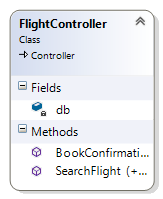 FlightController
Class
Controller
Fields
db
Methods
BookConfirmati...
SearchFlight (+...